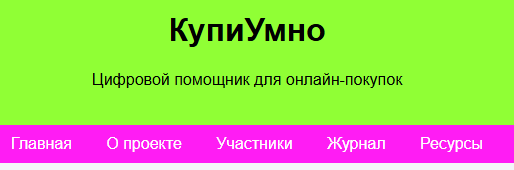 КупиУмно
Цифровой помощник для онлайн-покупок
Главная О проекте Участники Журнал Ресурсы